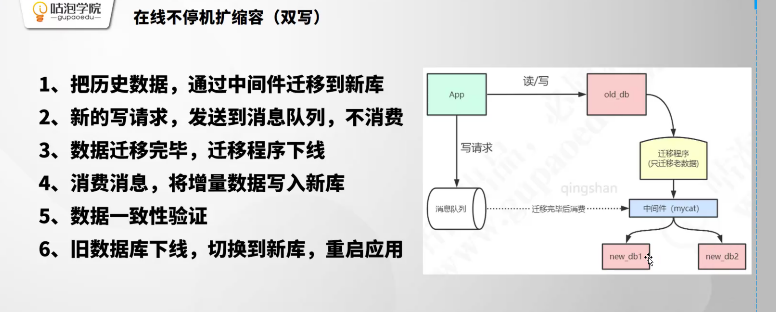 咕泡学院
gupaoedu
在线不停机扩缩容（双写）
1、把历史数据，通过中间件迁移到新库
2、新的写请求，发送到消息队列，不消费
3、数据迁移完毕，迁移程序下线
4、消费消息，将增量数据写入新库
5、数据一致性验证
6、旧数据库下线，切换到新库，重启应用
App
读/写
old_db
写请求
迁移程序
(只迁移老数据)
qingshan
消息队列
迁移完毕后消费
中间件（mycat）
new_db1
new_db2